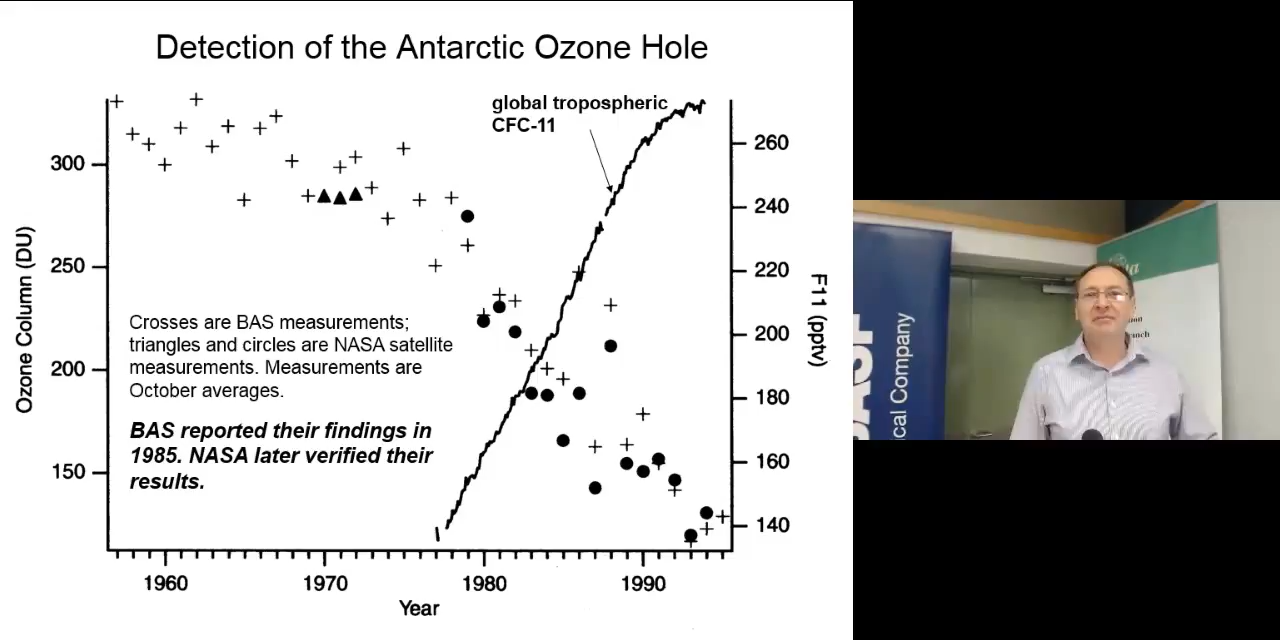 Detection of the Antarctic Ozone Hole
global tropospheric
CFC-11
300
250
200
150
Ozone Column (DU)
260
240
220
200
180
160
140
F11 (pptv)
Crosses are BAS measurements;
triangles and circles are NASA satellite
measurements. Measurements are
October averages.
BAS reported their findings in
1985. NASA later verified their
results.
1960
1970
1980
1990
Year
cal Company